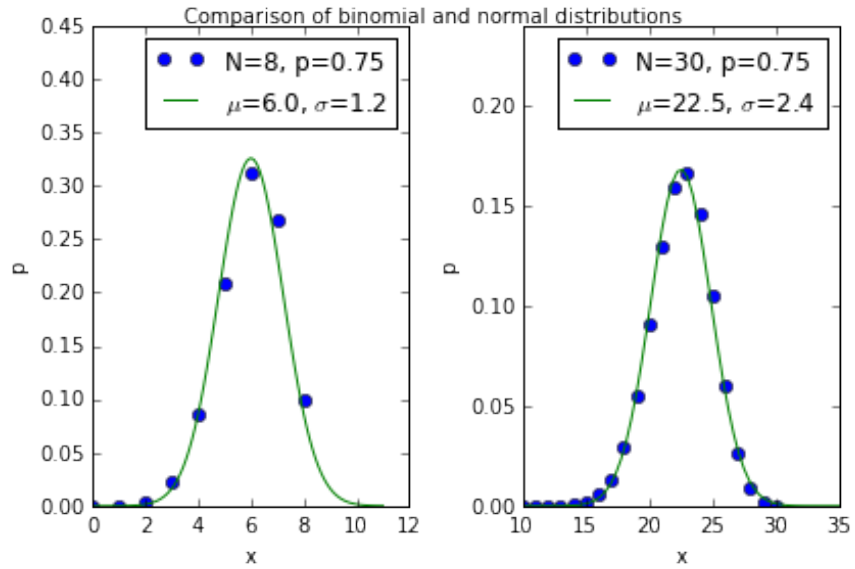 Comparison of binomial and normal distributions
0.45
0.40
0.35
0.30
0.25
0.20
0.15
0.10
0.05
0.00
p
N=8, p=0.75
μ=6.0, σ=1.2
0 2 4 6 8 10 12
x
0.20
0.15
0.10
0.05
0.00
p
N=30, p=0.75
μ=22.5, σ=2.4
10 15 20 25 30 35
x